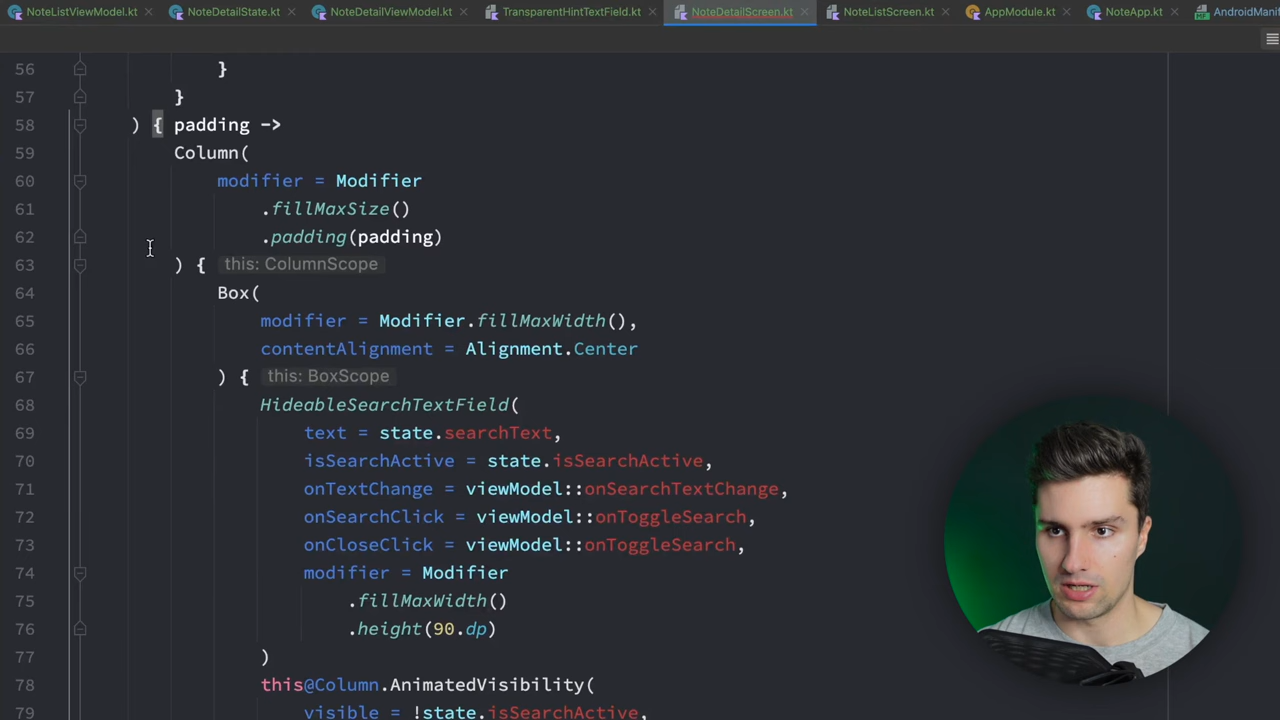 NoteListViewModel.kt NoteDetailState.kt NoteDetailViewModel.kt TransparentHintTextField.kt NoteDetailScreen.kt NoteListScreen.kt AppModule.kt NoteApp.kt AndroidManif
56 }
57 }
58 ) { padding ->
59 Column(
60 modifier = Modifier
61 .fillMaxSize()
62 .padding(padding)
63 ) { this: ColumnScope
64 Box(
65 modifier = Modifier.fillMaxWidth(),
66 contentAlignment = Alignment.Center
67 ) { this: BoxScope
68 HideableSearchTextField(
69 text = state.searchText,
70 isSearchActive = state.isSearchActive,
71 onTextChange = viewModel::onSearchTextChange,
72 onSearchClick = viewModel::onToggleSearch,
73 onCloseClick = viewModel::onToggleSearch,
74 modifier = Modifier
75 .fillMaxWidth()
76 .height(90.dp)
77 )
78 this@Column.AnimatedVisibility(
79 visible = !state.isSearchActive,